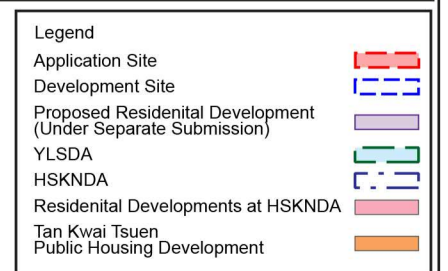 Legend
Application Site
Development Site
Proposed Residenital Development
(Under Separate Submission)
YLSDA
HSKNDA
Residenital Developments at HSKNDA
Tan Kwai Tsuen
Public Housing Development